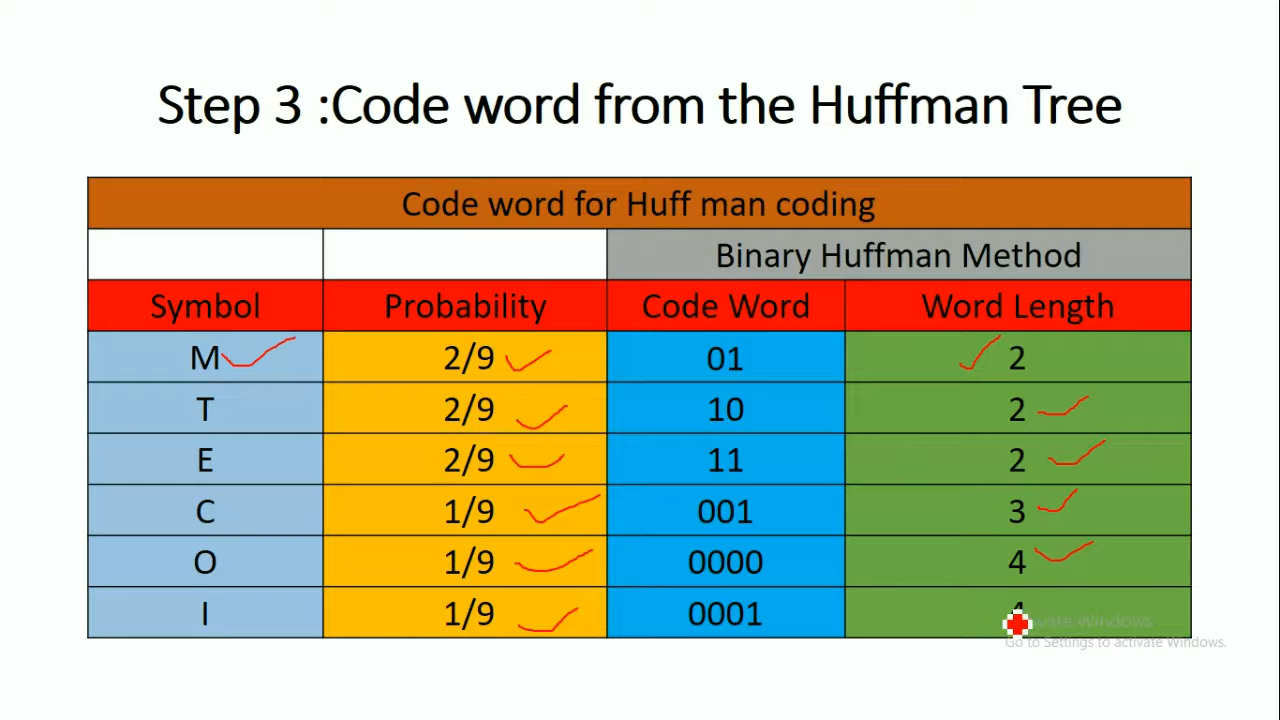 Step 3 :Code word from the Huffman Tree
Code word for Huff man coding
Binary Huffman Method
Symbol Probability Code Word Word Length
M 2/9 01 2
T 2/9 10 2
E 2/9 11 2
C 1/9 001 3
O 1/9 0000 4
I 1/9 0001
Windows
Go to Settings to activate Windows.